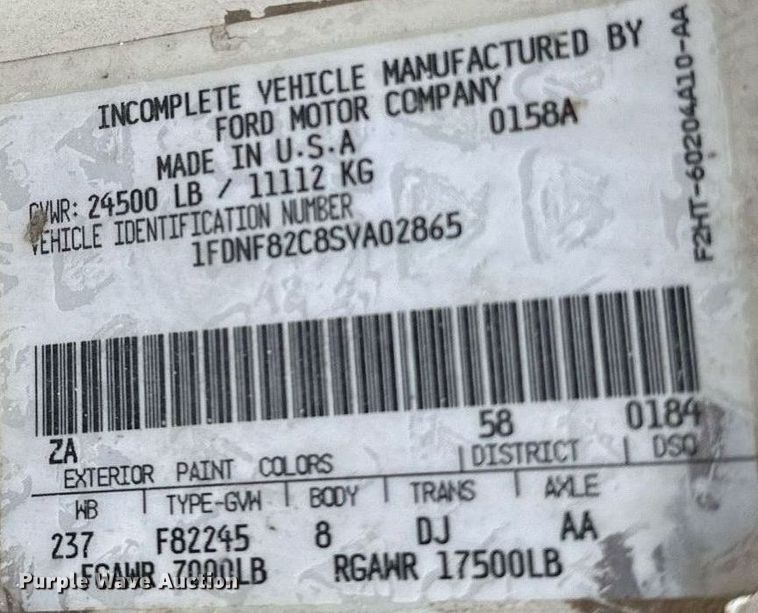 INCOMPLETE VEHICLE MANUFACTURED BY
FORD MOTOR COMPANY
0158A
MADE IN U.S.A
GVWR: 24500 LB / 11112 KG
VEHICLE IDENTIFICATION NUMBER
1FDNF82C8SVA02865
F2HT-60204A10-AA
ZA 58 0184
EXTERIOR PAINT COLORS | DISTRICT | DSO
WB | TYPE-GVW | BODY | TRANS | AXLE
237 F82245 8 DJ AA
FGAWR 7000LB RGAWR 17500LB
Purple Wave Auction